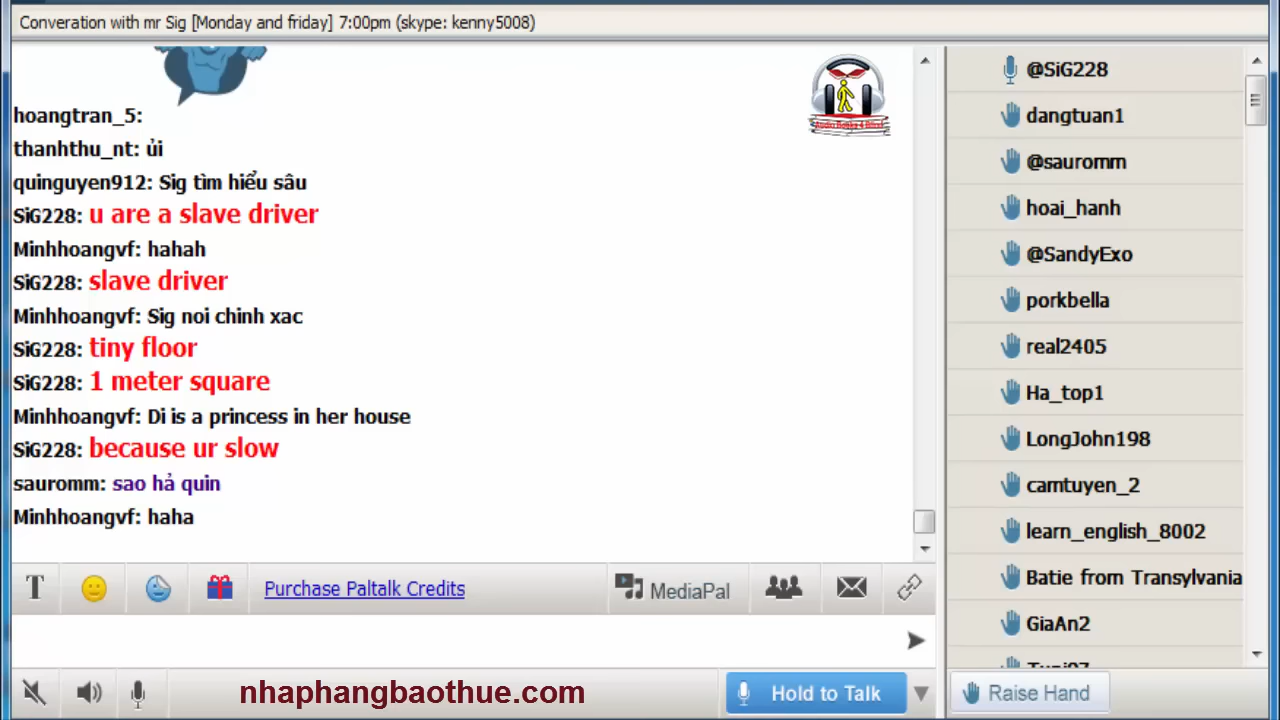 Converation with mr Sig [Monday and friday] 7:00pm (skype: kenny5008)
hoangtran_5:
thanhthu_nt: ủi
quinguyen912: Sig tìm hiểu sâu
SiG228: u are a slave driver
Minhhoangvf: hahah
SiG228: slave driver
Minhhoangvf: Sig noi chinh xac
SiG228: tiny floor
SiG228: 1 meter square
Minhhoangvf: Di is a princess in her house
SiG228: because ur slow
sauromm: sao hả quin
Minhhoangvf: haha
T
Purchase Paltalk Credits
MediaPal
nhaphangbaothue.com
Hold to Talk
@SiG228
dangtuan1
@sauromm
hoai_hanh
@SandyExo
porkbella
real2405
Ha_top1
LongJohn198
camtuyen_2
learn_english_8002
Batie from Transylvania
GiaAn2
Raise Hand